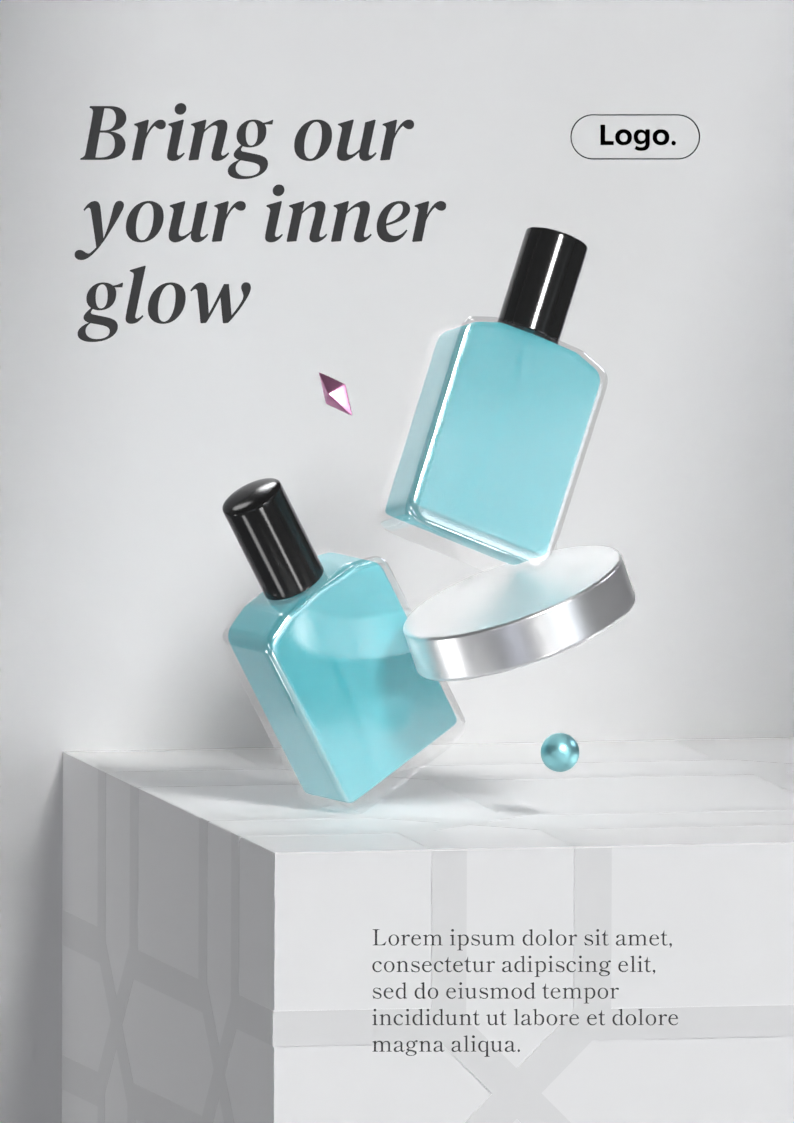 Bring our
your inner
glow
Logo.
Lorem ipsum dolor sit amet,
consectetur adipiscing elit,
sed do eiusmod tempor
incididunt ut labore et dolore
magna aliqua.